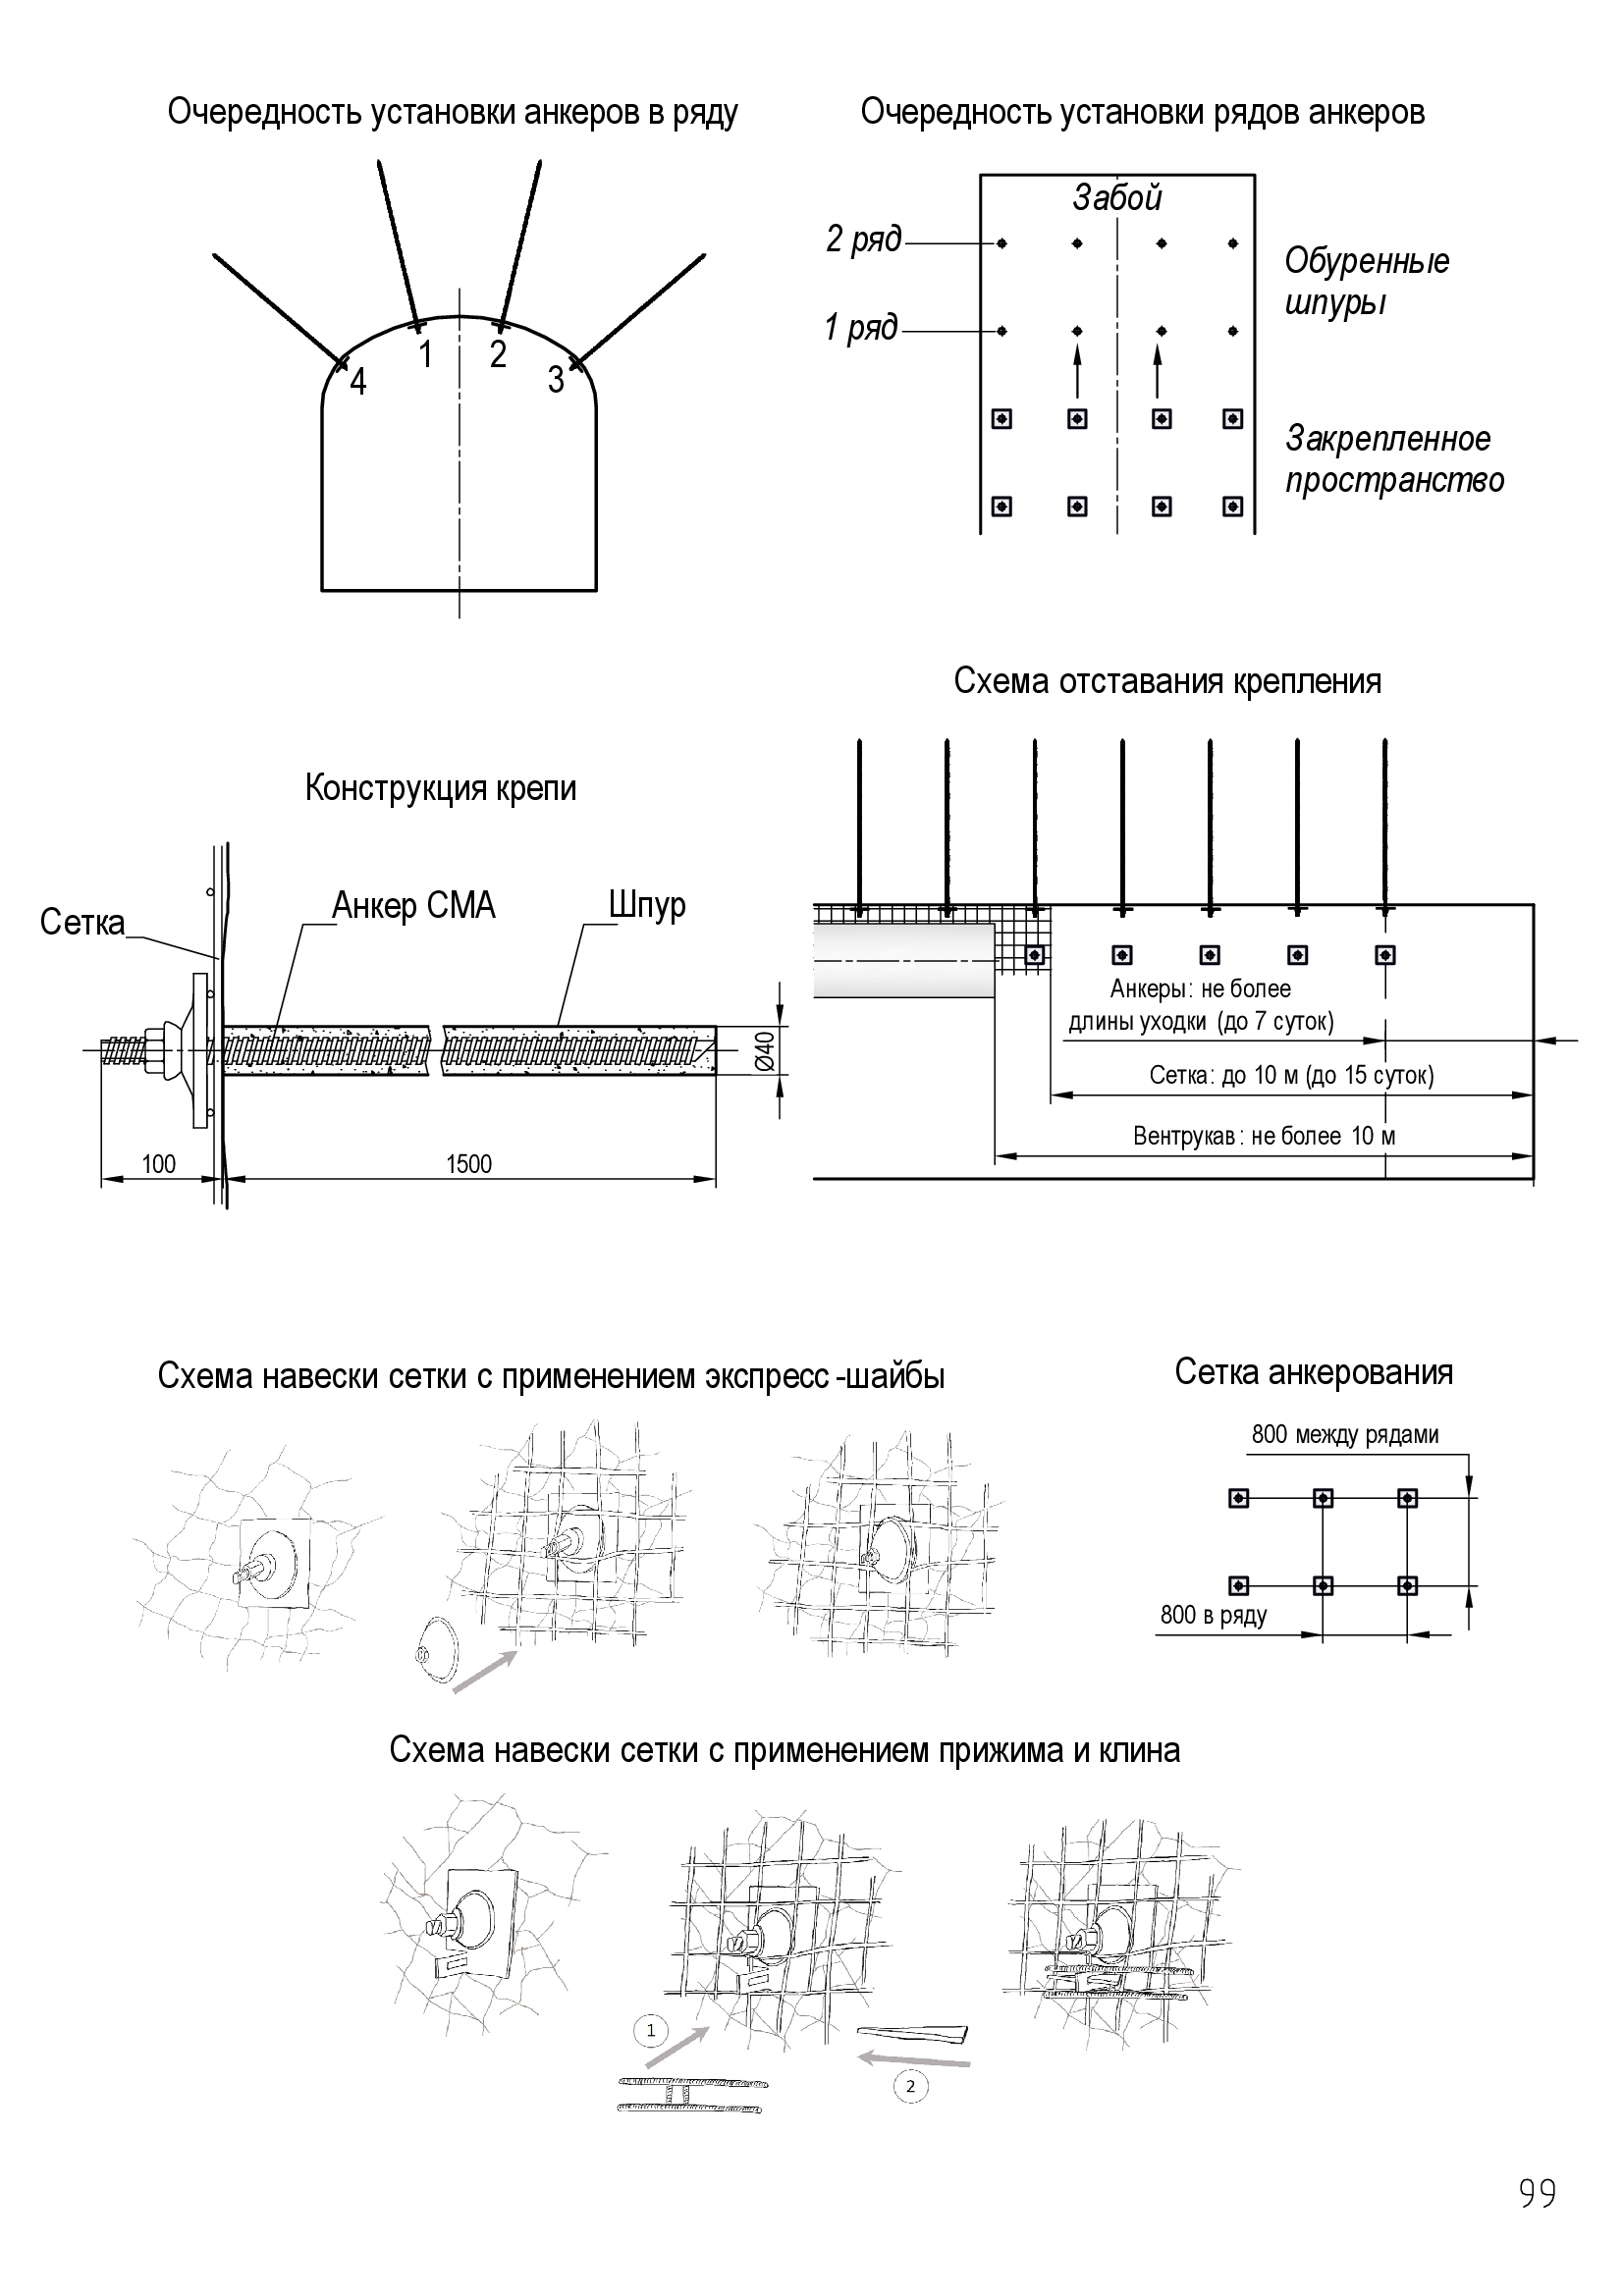 Очередность установки анкеров в ряду
1
2
3
4
Очередность установки рядов анкеров
Забой
2 ряд
1 ряд
Обуренные
шпуры
Закрепленное
пространство
Конструкция крепи
Сетка
Анкер СМА
Шпур
Ø40
100
1500
Схема отставания крепления
Анкеры: не более
длины уходки (до 7 суток)
Сетка: до 10 м (до 15 суток)
Вентрукав: не более 10 м
Схема навески сетки с применением экспресс-шайбы
Сетка анкерования
800 между рядами
800 в ряду
Схема навески сетки с применением прижима и клина
1
2
99